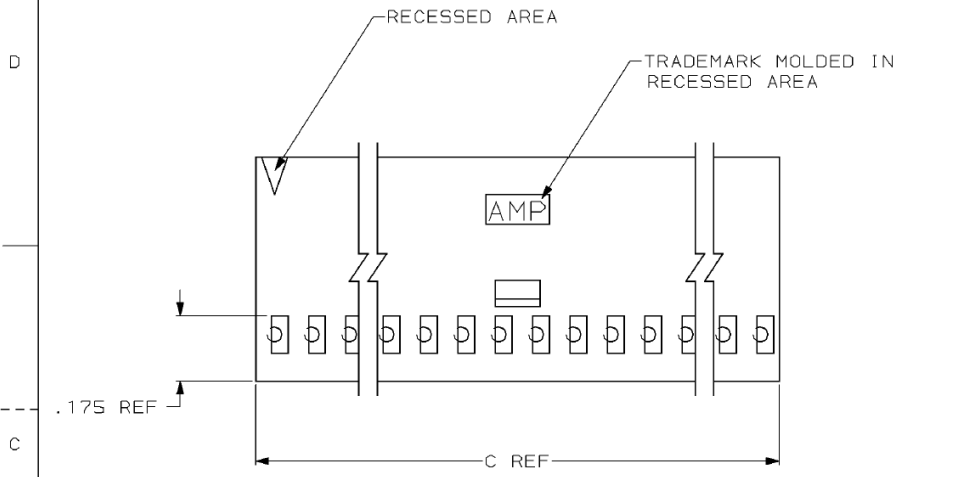 RECESSED AREA
D
TRADEMARK MOLDED IN
RECESSED AREA
AMP
.175 REF
C
C REF